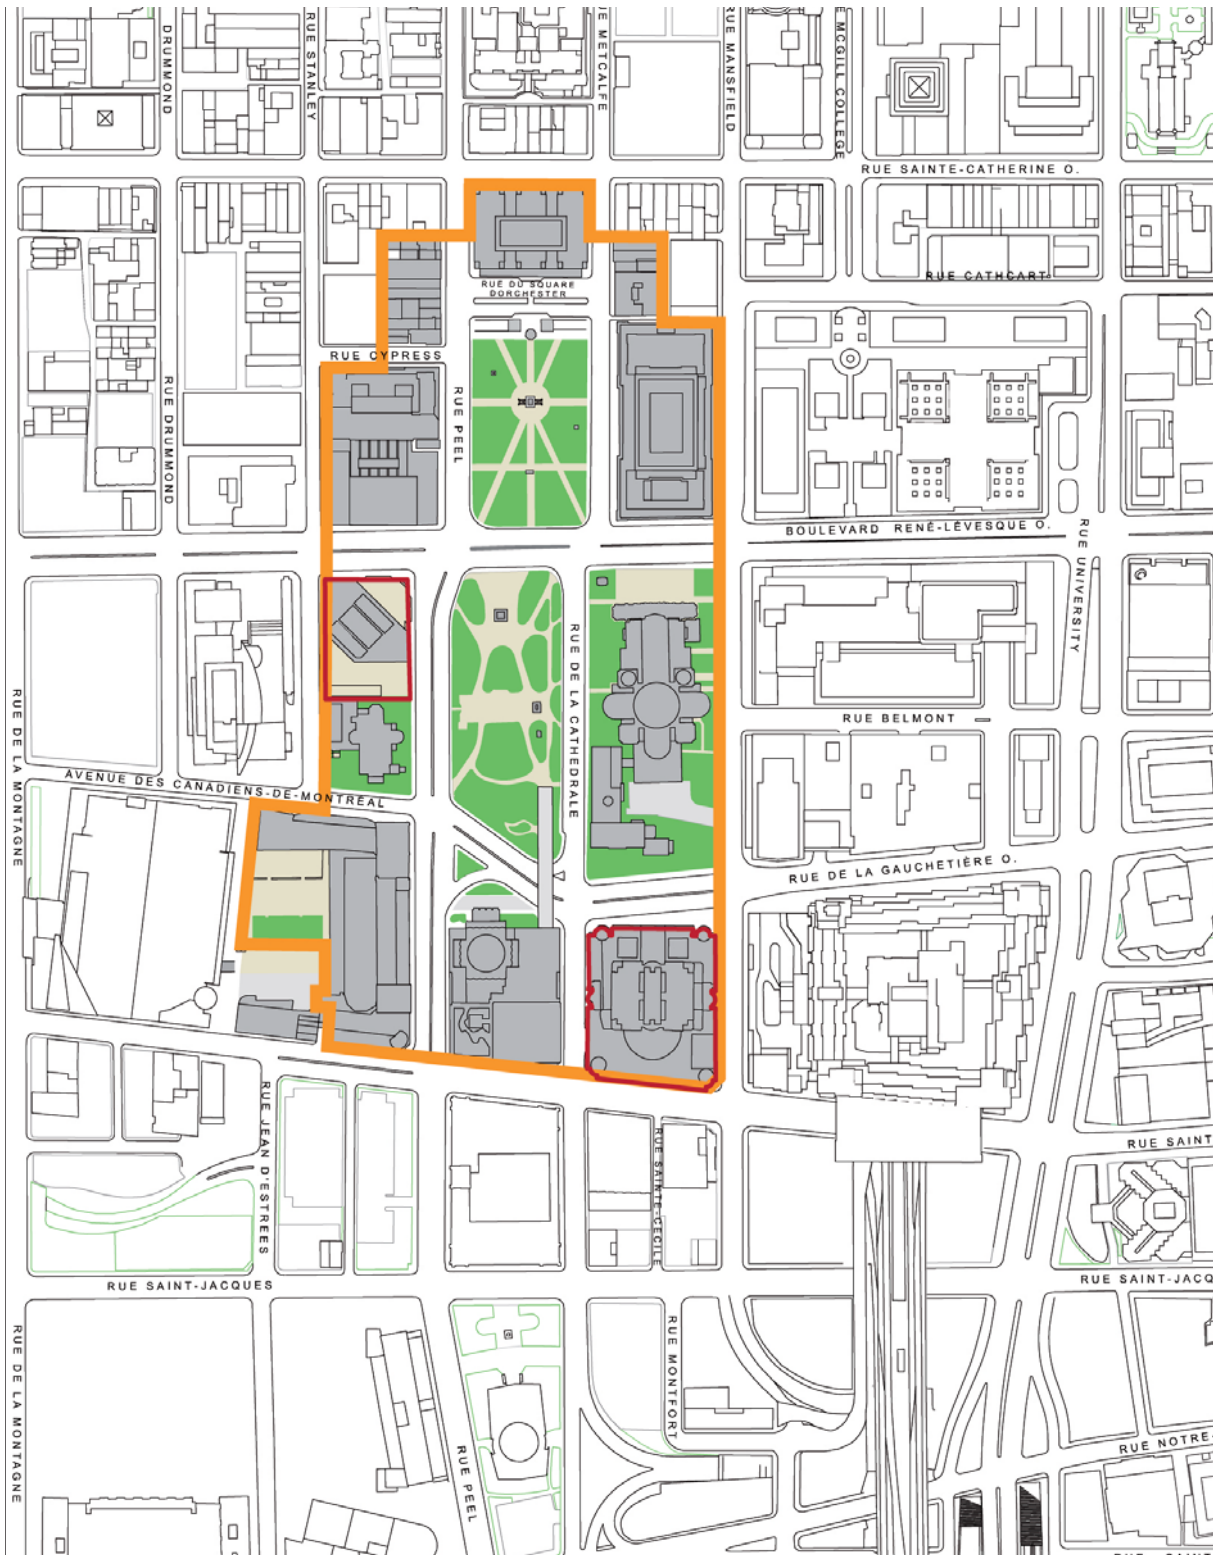 DRUMMOND
RUE STANLEY
RUE METCALFE
RUE MANSFIELD
MCGILL COLLEGE
RUE SAINTE-CATHERINE O.
RUE CATHCART
RUE DU SQUARE
DORCHESTER
RUE CYPRESS
RUE PEEL
RUE DRUMMOND
BOULEVARD RENÉ-LÉVESQUE O.
RUE UNIVERSITY
RUE DE LA CATHEDRALE
RUE DE LA MONTAGNE
RUE BELMONT
AVENUE DES CANADIENS-DE-MONTREAL
RUE DE LA GAUCHETIÈRE O.
RUE JEAN D'ESTREES
RUE SAINTE-CECILE
RUE SAINT
RUE SAINT-JACQUES
RUE SAINT-JACQ
RUE DE LA MONTAGNE
RUE MONTFORT
RUE PEEL
RUE NOTRE-